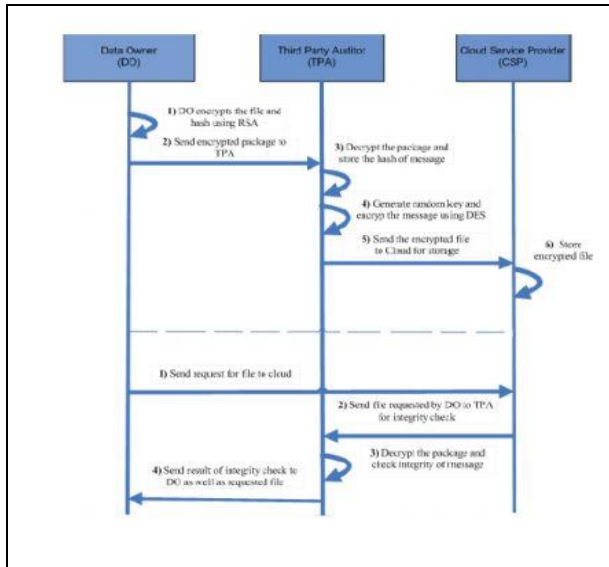 Data Owner
(DO)
Third Party Auditor
(TPA)
Cloud Service Provider
(CSP)
1) DO encrypts the file and
hash using RSA
2) Send encrypted package to
TPA
3) Decrypt the package and
store the hash of message
4) Generate random key and
encryp the message using DES
5) Send the encrypted file
to Cloud for storage
6) Store
encrypted file
1) Send request for file to cloud
2) Send file requested by DO to TPA
for integrity check
3) Decrypt the package and
check integrity of message
4) Send result of integrity check to
DO as well as requested file